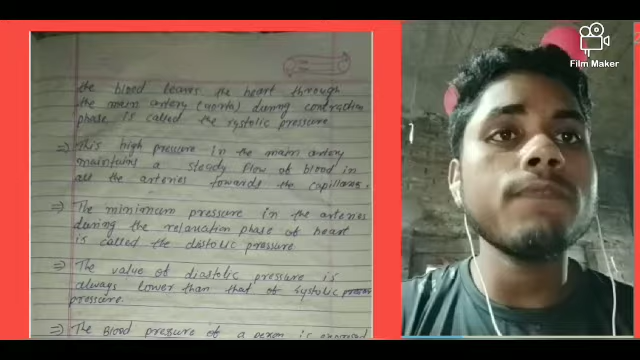 Film Maker
the blood leaves the heart through
the main artery (aorta) during contraction
phase is called the systolic pressure
⇒ This high pressure in the main artery
maintains a steady flow of blood in
all the arteries towards the capillares.
⇒ The minimum pressure in the arteries
during the relaxation phase of heart
is called the distolic pressure
⇒ The value of diastolic pressure is
always lower than that of systolic
pressure.
⇒ The Blood pressure of a person is